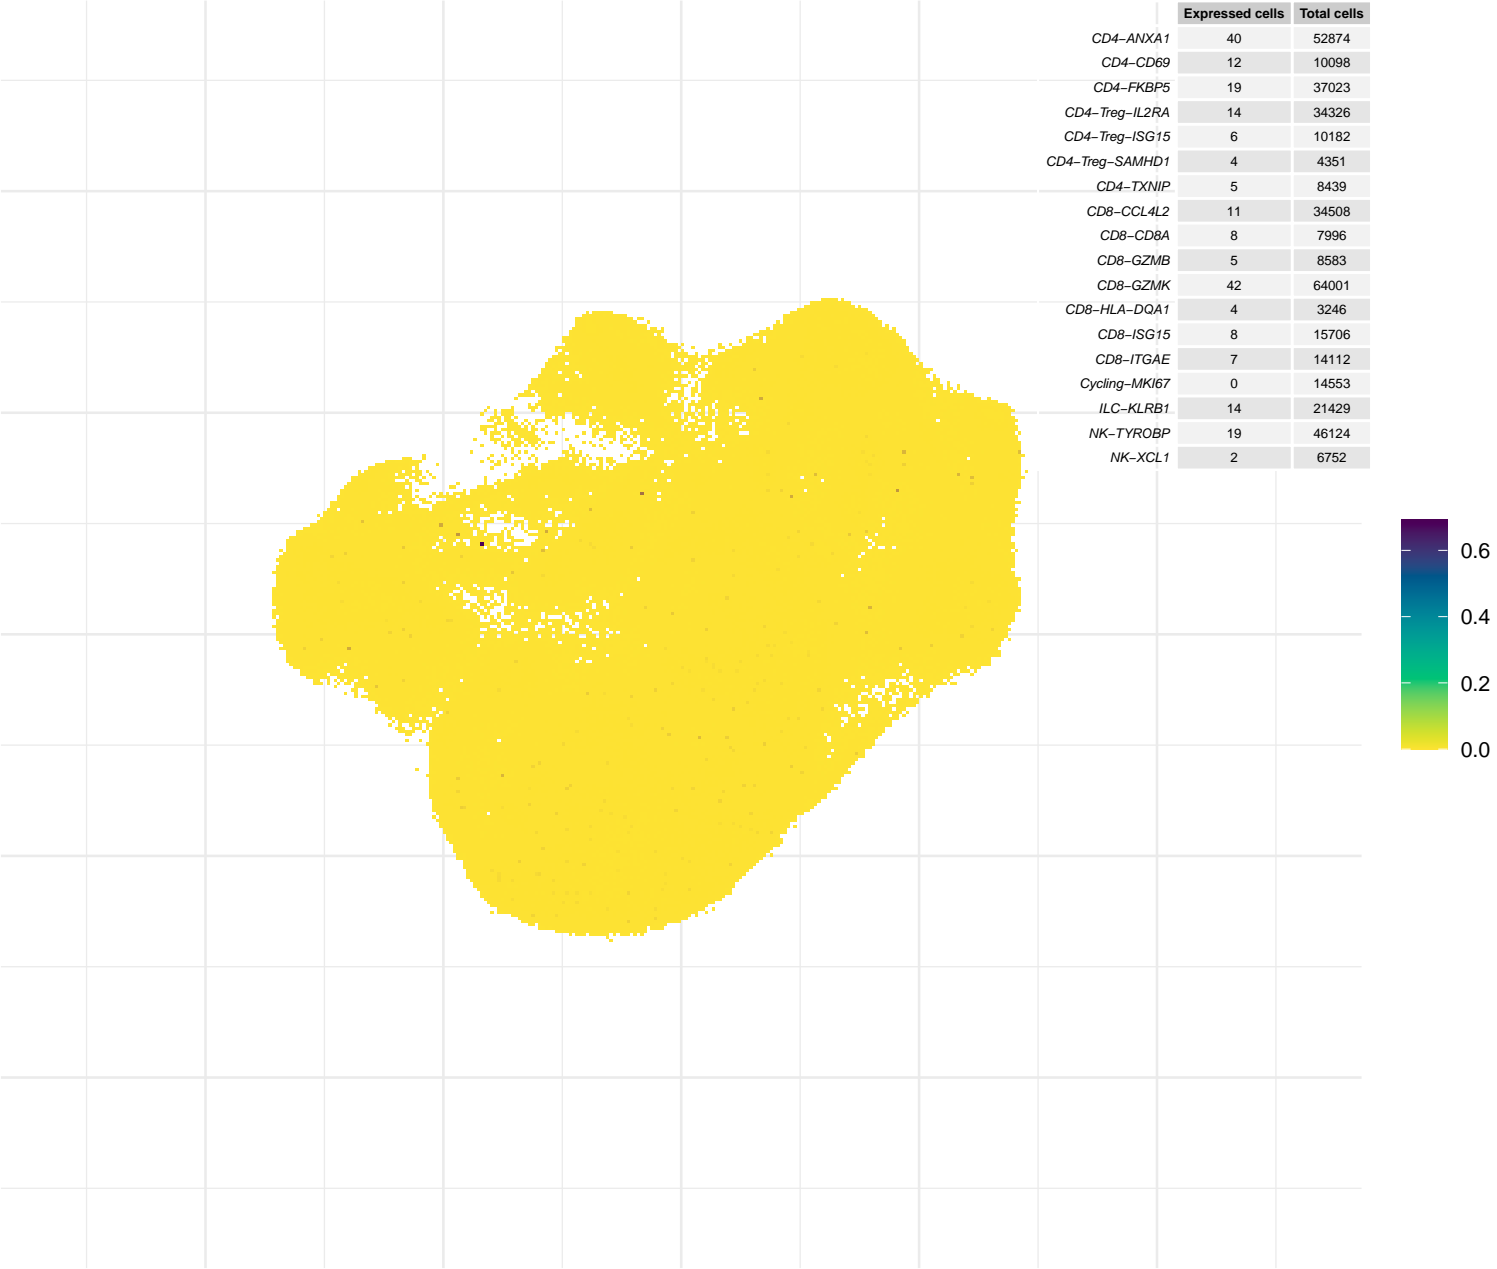 Expressed cells Total cells
CD4−ANXA1 40 52874
CD4−CD69 12 10098
CD4−FKBP5 19 37023
CD4−Treg−IL2RA 14 34326
CD4−Treg−ISG15 6 10182
CD4−Treg−SAMHD1 4 4351
CD4−TXNIP 5 8439
CD8−CCL4L2 11 34508
CD8−CD8A 8 7996
CD8−GZMB 5 8583
CD8−GZMK 42 64001
CD8−HLA−DQA1 4 3246
CD8−ISG15 8 15706
CD8−ITGAE 7 14112
Cycling−MKI67 0 14553
ILC−KLRB1 14 21429
NK−TYROBP 19 46124
NK−XCL1 2 6752
0.6
0.4
0.2
0.0